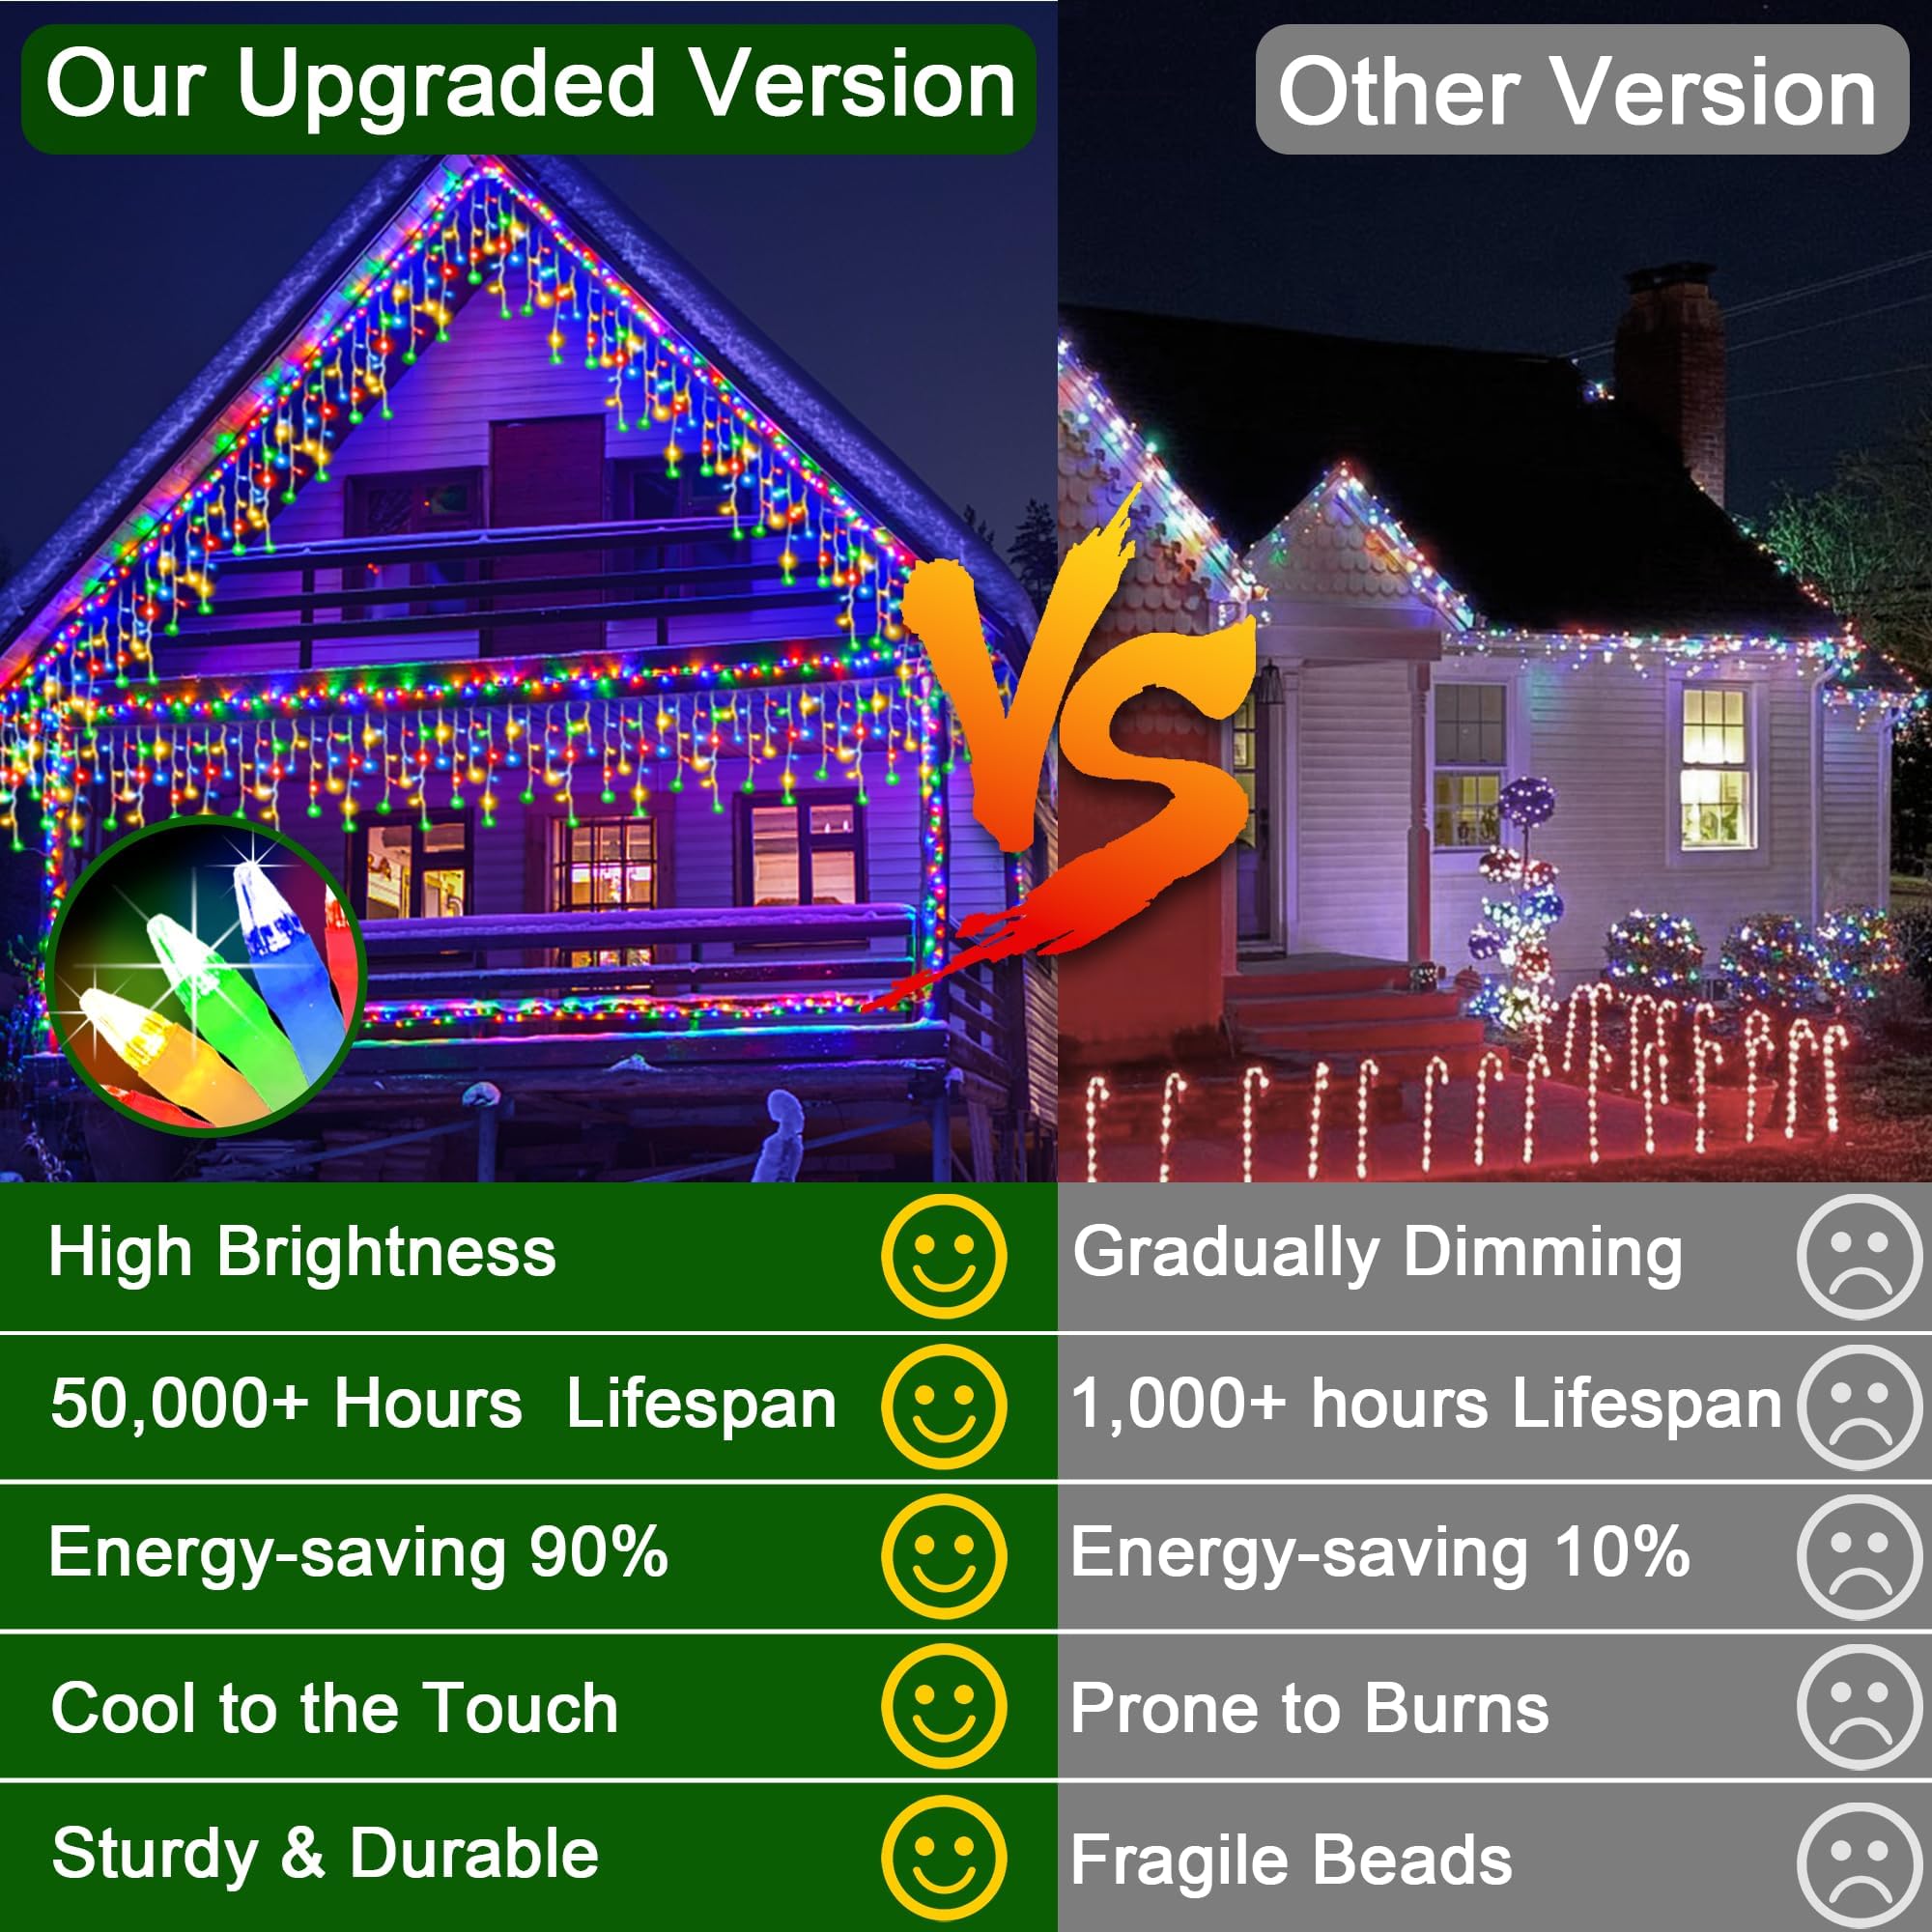 Our Upgraded Version
Other Version
VS
High Brightness
Gradually Dimming
50,000+ Hours  Lifespan
1,000+ hours Lifespan
Energy-saving 90%
Energy-saving 10%
Cool to the Touch
Prone to Burns
Sturdy & Durable
Fragile Beads